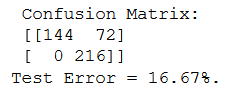 Confusion Matrix:
[[144  72]
[  0 216]]
Test Error = 16.67%.